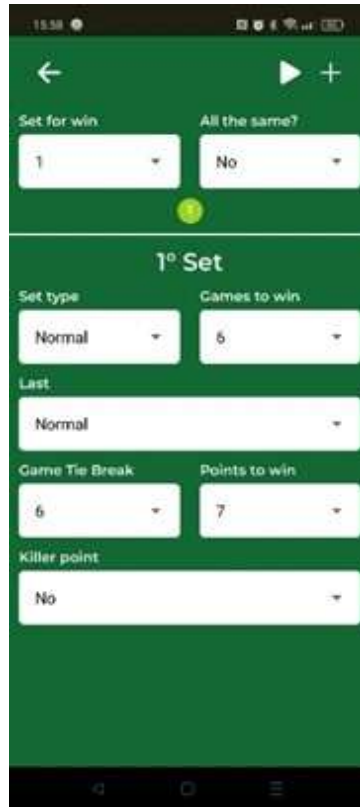 15.58
Set for win All the same?
1 No
1
1º Set
Set type Games to win
Normal 6
Last
Normal
Game Tie Break Points to win
6 7
Killer point
No